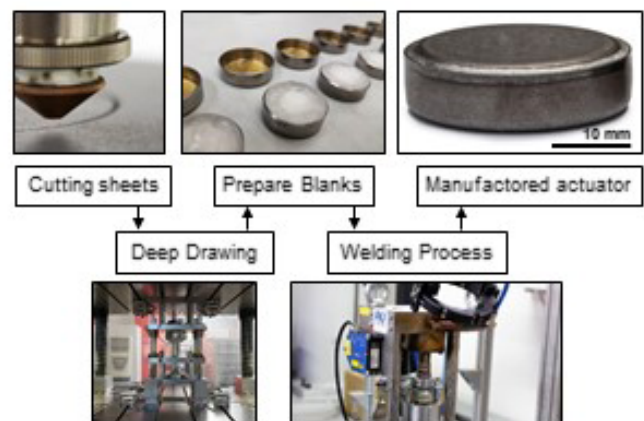 10 mm
Cutting sheets
Prepare Blanks
Manufactored actuator
Deep Drawing
Welding Process